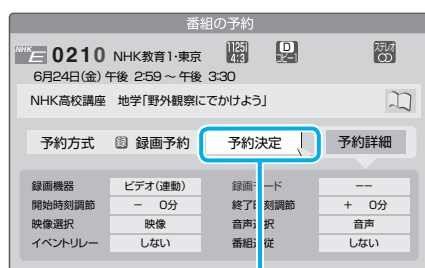 番組の予約
NHK E 0210 NHK教育1・東京 1125i 4:3 D コピー1 ステレオ
6月24日(金) 午後 2:59 ~ 午後 3:30
NHK高校講座 地学「野外観察にでかけよう」
予約方式 録画予約 予約決定 予約詳細
録画機器 ビデオ(連動) 録画モード --
開始時刻調節 - 0分 終了時刻調節 + 0分
映像選択 映像 音声選択 音声
イベントリレー しない 番組追従 しない